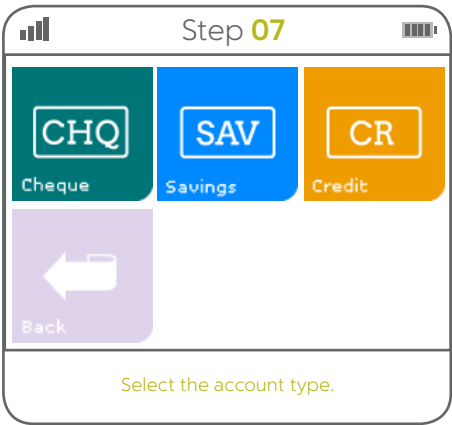 Step 07
CHQ
Cheque
SAV
Savings
CR
Credit
Back
Select the account type.